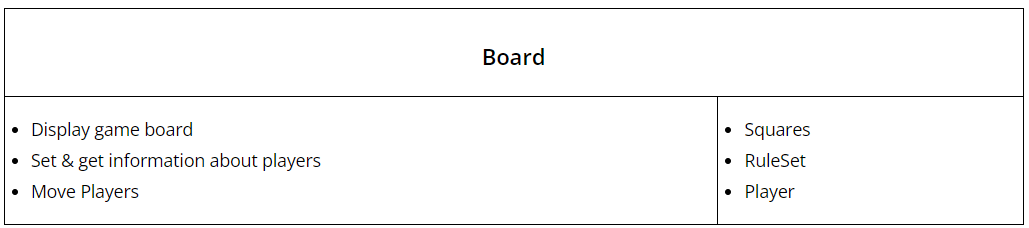 Board
Display game board
Set & get information about players
Move Players
Squares
RuleSet
Player